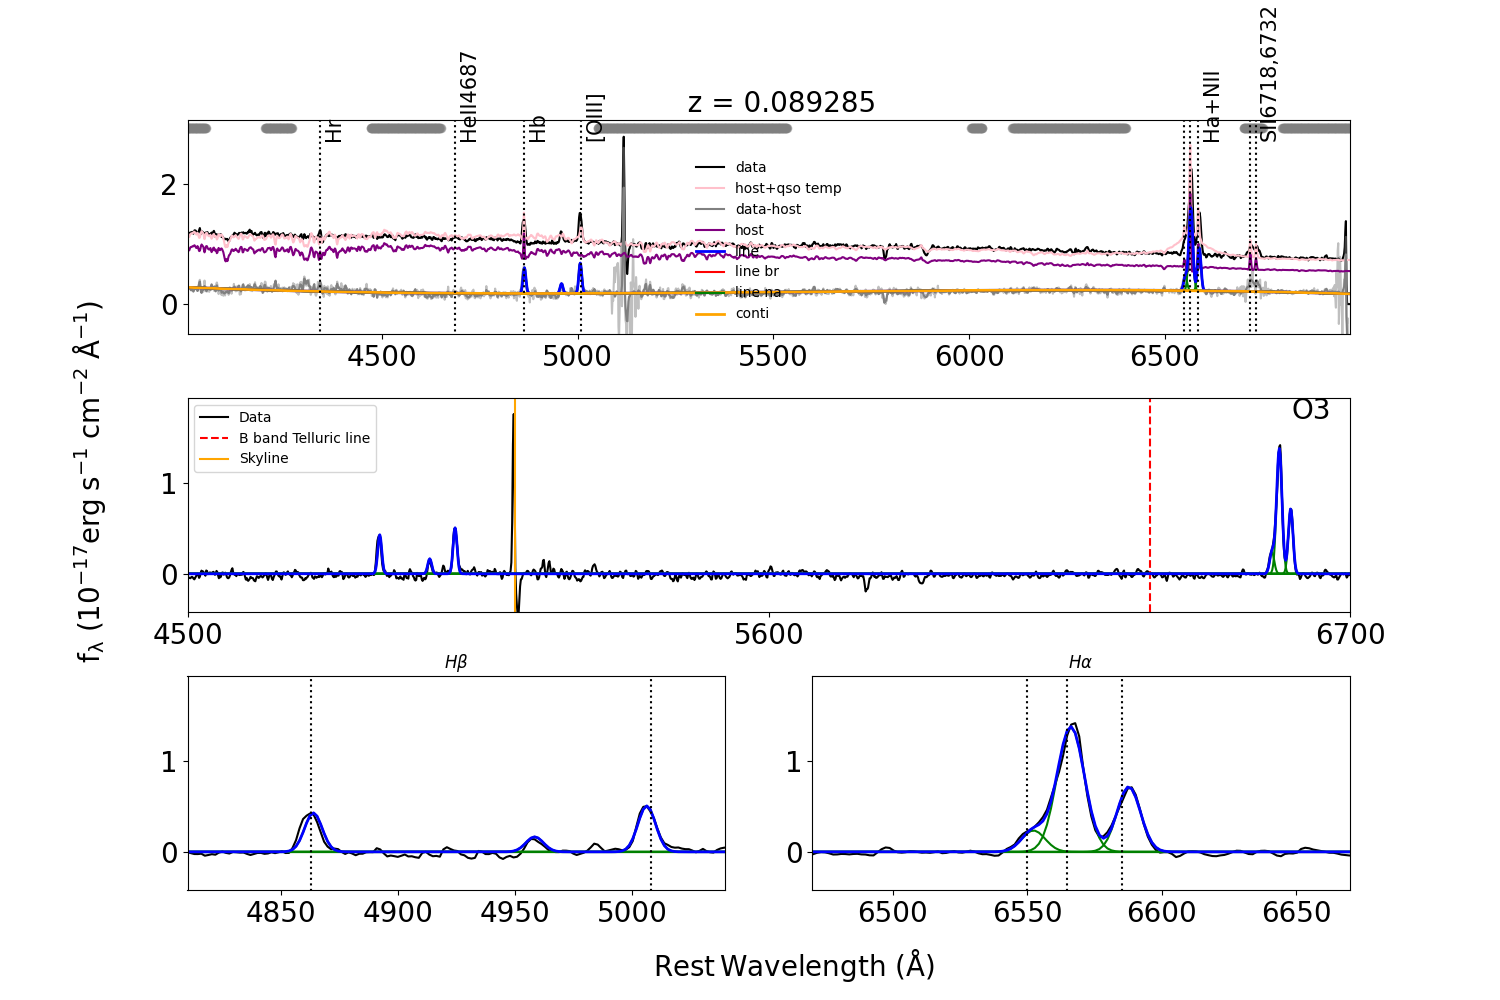 z = 0.089285
Hr
HeII4687
Hb
[OIII]
Ha+NII
SII6718,6732
data
host+qso temp
data-host
host
line
line br
line na
conti
2
0
4500
5000
5500
6000
6500
fλ (10⁻¹⁷erg s⁻¹ cm⁻² Å⁻¹)
Data
B band Telluric line
Skyline
O3
1
0
4500
5600
6700
Hβ
1
0
4850
4900
4950
5000
Hα
1
0
6500
6550
6600
6650
Rest Wavelength (Å)